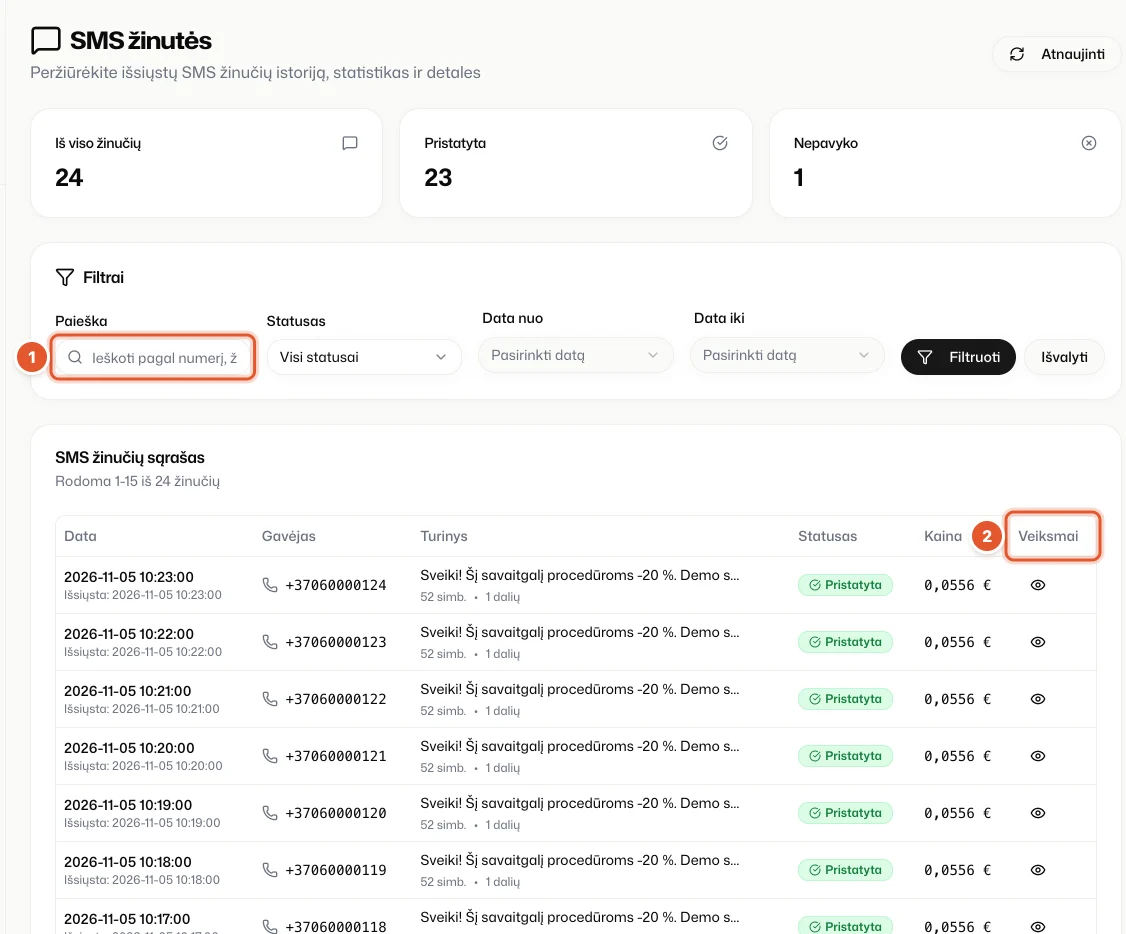 SMS žinutės
Peržiūrėkite išsiųstų SMS žinučių istoriją, statistikas ir detales
Atnaujinti
Iš viso žinučių
24
Pristatyta
23
Nepavyko
1
Filtrai
Paieška
Statusas
Data nuo
Data iki
1
Ieškoti pagal numerį, ž
Visi statusai
Pasirinkti datą
Pasirinkti datą
Filtruoti
Išvalyti
SMS žinučių sąrašas
Rodoma 1-15 iš 24 žinučių
Data Gavėjas Turinys Statusas Kaina 2 Veiksmai
2026-11-05 10:23:00 +37060000124 Sveiki! Šį savaitgalį procedūroms -20 %. Demo s... Pristatyta 0,0556 €
Išsiųsta: 2026-11-05 10:23:00 52 simb. • 1 dalių
2026-11-05 10:22:00 +37060000123 Sveiki! Šį savaitgalį procedūroms -20 %. Demo s... Pristatyta 0,0556 €
Išsiųsta: 2026-11-05 10:22:00 52 simb. • 1 dalių
2026-11-05 10:21:00 +37060000122 Sveiki! Šį savaitgalį procedūroms -20 %. Demo s... Pristatyta 0,0556 €
Išsiųsta: 2026-11-05 10:21:00 52 simb. • 1 dalių
2026-11-05 10:20:00 +37060000121 Sveiki! Šį savaitgalį procedūroms -20 %. Demo s... Pristatyta 0,0556 €
Išsiųsta: 2026-11-05 10:20:00 52 simb. • 1 dalių
2026-11-05 10:19:00 +37060000120 Sveiki! Šį savaitgalį procedūroms -20 %. Demo s... Pristatyta 0,0556 €
Išsiųsta: 2026-11-05 10:19:00 52 simb. • 1 dalių
2026-11-05 10:18:00 +37060000119 Sveiki! Šį savaitgalį procedūroms -20 %. Demo s... Pristatyta 0,0556 €
Išsiųsta: 2026-11-05 10:18:00 52 simb. • 1 dalių
2026-11-05 10:17:00 +37060000118 Sveiki! Šį savaitgalį procedūroms -20 %. Demo s... Pristatyta 0,0556 €